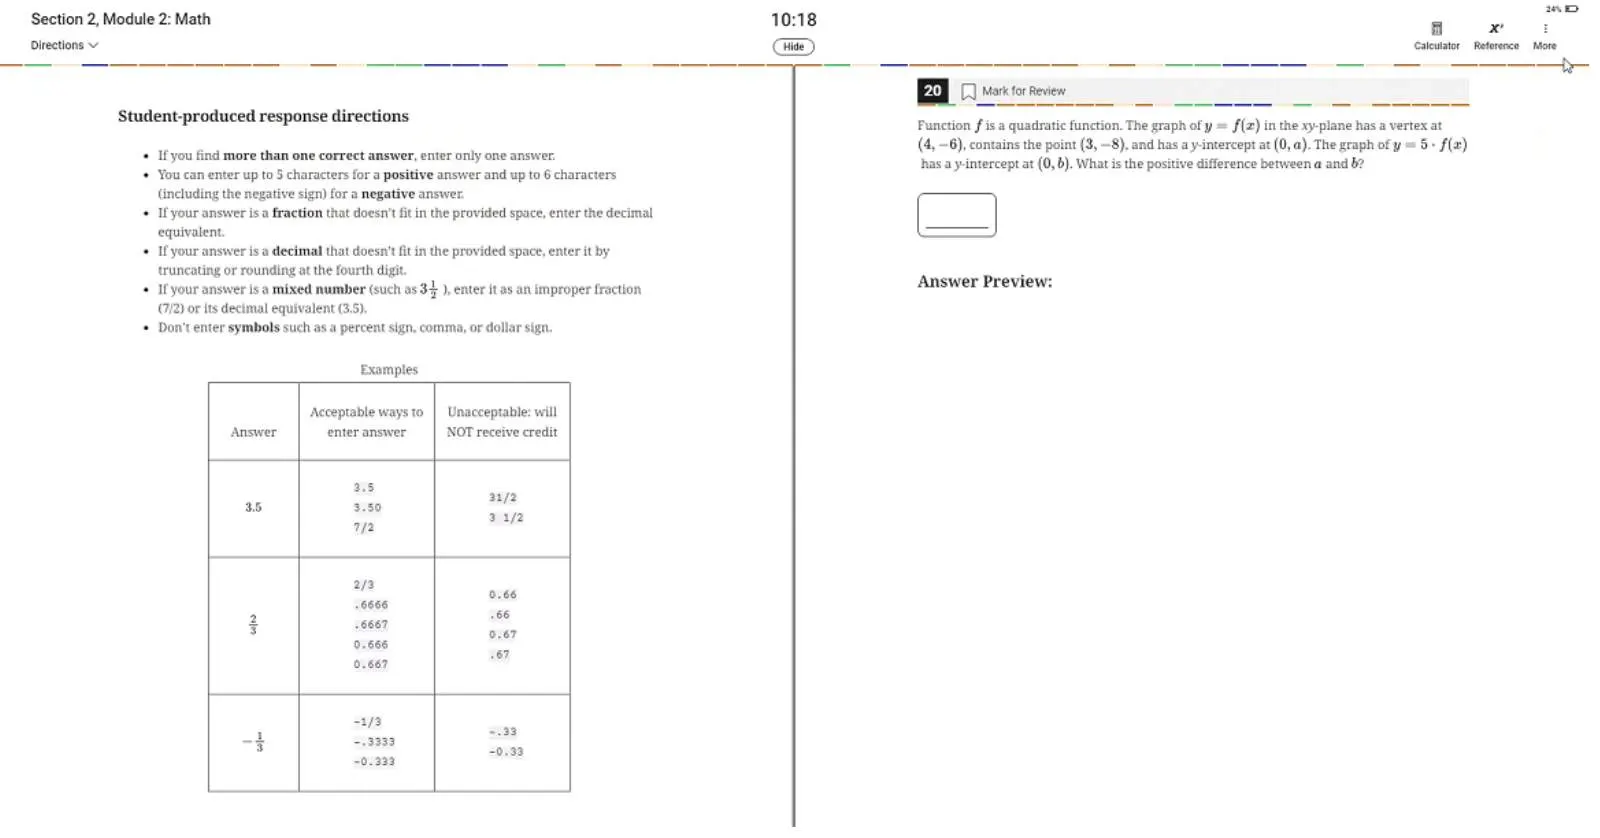 Section 2, Module 2: Math
Directions
10:18
Hide
24%
Calculator
Reference
More
Student-produced response directions
• If you find more than one correct answer, enter only one answer.
• You can enter up to 5 characters for a positive answer and up to 6 characters
(including the negative sign) for a negative answer.
• If your answer is a fraction that doesn't fit in the provided space, enter the decimal
equivalent.
• If your answer is a decimal that doesn't fit in the provided space, enter it by
truncating or rounding at the fourth digit.
• If your answer is a mixed number (such as 3 1/2 ), enter it as an improper fraction
(7/2) or its decimal equivalent (3.5).
• Don't enter symbols such as a percent sign, comma, or dollar sign.
Examples
Answer
Acceptable ways to
enter answer
Unacceptable: will
NOT receive credit
3.5
3.5
3.50
7/2
31/2
3 1/2
2/3
2/3
.6666
.6667
0.666
0.667
0.66
.66
0.67
.67
-1/3
-1/3
-.3333
-0.333
-.33
-0.33
20
Mark for Review
Function f is a quadratic function. The graph of y = f(x) in the xy-plane has a vertex at
(4, −6), contains the point (3, −8), and has a y-intercept at (0, a). The graph of y = 5 · f(x)
has a y-intercept at (0, b). What is the positive difference between a and b?
Answer Preview: